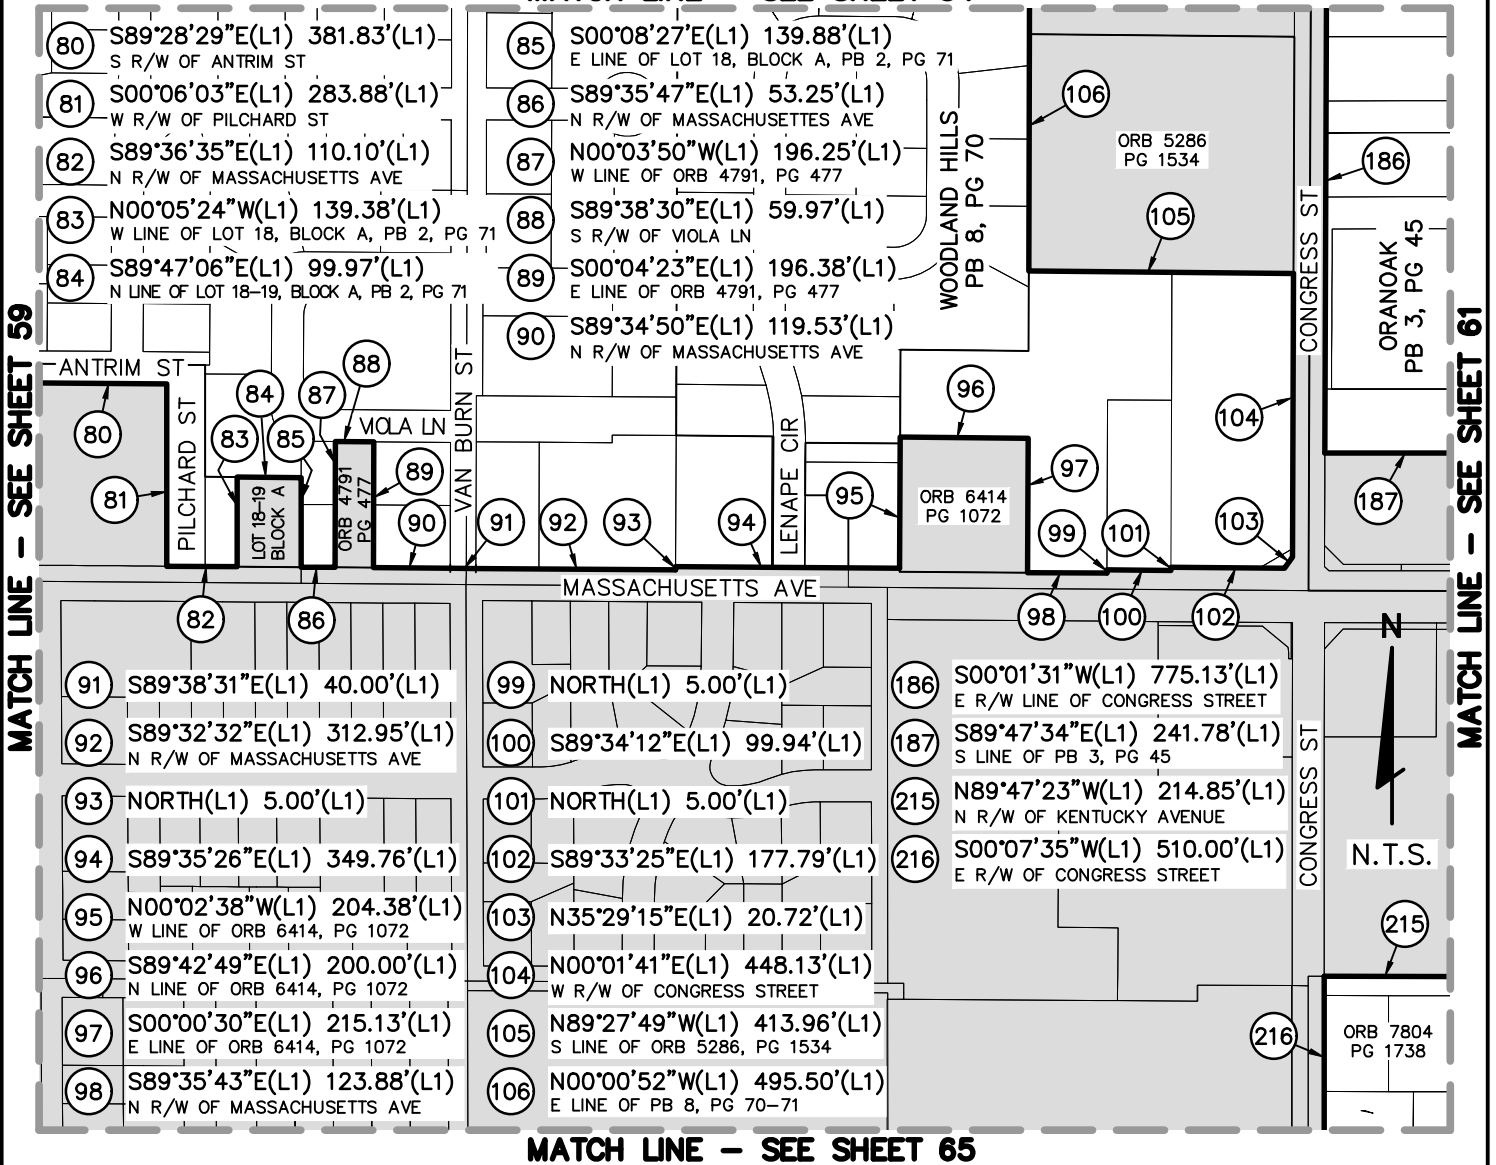 80 S89°28'29"E(L1) 381.83'(L1)
S R/W OF ANTRIM ST
81 S00°06'03"E(L1) 283.88'(L1)
W R/W OF PILCHARD ST
82 S89°36'35"E(L1) 110.10'(L1)
N R/W OF MASSACHUSETTS AVE
83 N00°05'24"W(L1) 139.38'(L1)
W LINE OF LOT 18, BLOCK A, PB 2, PG 71
84 S89°47'06"E(L1) 99.97'(L1)
N LINE OF LOT 18-19, BLOCK A, PB 2, PG 71
85 S00°08'27'E(L1) 139.88'(L1)
E LINE OF LOT 18, BLOCK A, PB 2, PG 71
86 S89°35'47"E(L1) 53.25'(L1)
N R/W OF MASSACHUSETTES AVE
87 N00°03'50"W(L1) 196.25'(L1)
W LINE OF ORB 4791, PG 477
88 S89°38'30"E(L1) 59.97'(L1)
S R/W OF VIOLA LN
89 S00°04'23"E(L1) 196.38'(L1)
E LINE OF ORB 4791, PG 477
90 S89°34'50"E(L1) 119.53'(L1)
N R/W OF MASSACHUSETTS AVE
WOODLAND HILLS
PB 8, PG 70
106
ORB 5286
PG 1534
105
186
CONGRESS ST
ORANOAK
PB 3, PG 45
MATCH LINE - SEE SHEET 59
MATCH LINE - SEE SHEET 61
ANTRIM ST
80
81
PILCHARD ST
83
84
85
87
88
LOT 18-19
BLOCK A
ORB 4791
PG 477
VIOLA LN
89
90
VAN BURN ST
91
92
93
94
LENAPE CIR
95
96
ORB 6414
PG 1072
97
99
101
103
104
187
MASSACHUSETTS AVE
82
86
98
100
102
N
N.T.S.
91 S89°38'31"E(L1) 40.00'(L1)
92 S89°32'32"E(L1) 312.95'(L1)
N R/W OF MASSACHUSETTS AVE
93 NORTH(L1) 5.00'(L1)
94 S89°35'26"E(L1) 349.76'(L1)
95 N00°02'38"W(L1) 204.38'(L1)
W LINE OF ORB 6414, PG 1072
96 S89°42'49"E(L1) 200.00'(L1)
N LINE OF ORB 6414, PG 1072
97 S00°00'30"E(L1) 215.13'(L1)
E LINE OF ORB 6414, PG 1072
98 S89°35'43"E(L1) 123.88'(L1)
N R/W OF MASSACHUSETTS AVE
99 NORTH(L1) 5.00'(L1)
100 S89°34'12"E(L1) 99.94'(L1)
101 NORTH(L1) 5.00'(L1)
102 S89°33'25"E(L1) 177.79'(L1)
103 N35°29'15"E(L1) 20.72'(L1)
104 N00°01'41"E(L1) 448.13'(L1)
W R/W OF CONGRESS STREET
105 N89°27'49"W(L1) 413.96'(L1)
S LINE OF ORB 5286, PG 1534
106 N00°00'52"W(L1) 495.50'(L1)
E LINE OF PB 8, PG 70-71
186 S00°01'31"W(L1) 775.13'(L1)
E R/W LINE OF CONGRESS STREET
187 S89°47'34"E(L1) 241.78'(L1)
S LINE OF PB 3, PG 45
215 N89°47'23"W(L1) 214.85'(L1)
N R/W OF KENTUCKY AVENUE
216 S00°07'35"W(L1) 510.00'(L1)
E R/W OF CONGRESS STREET
CONGRESS ST
215
216
ORB 7804
PG 1738
MATCH LINE - SEE SHEET 65